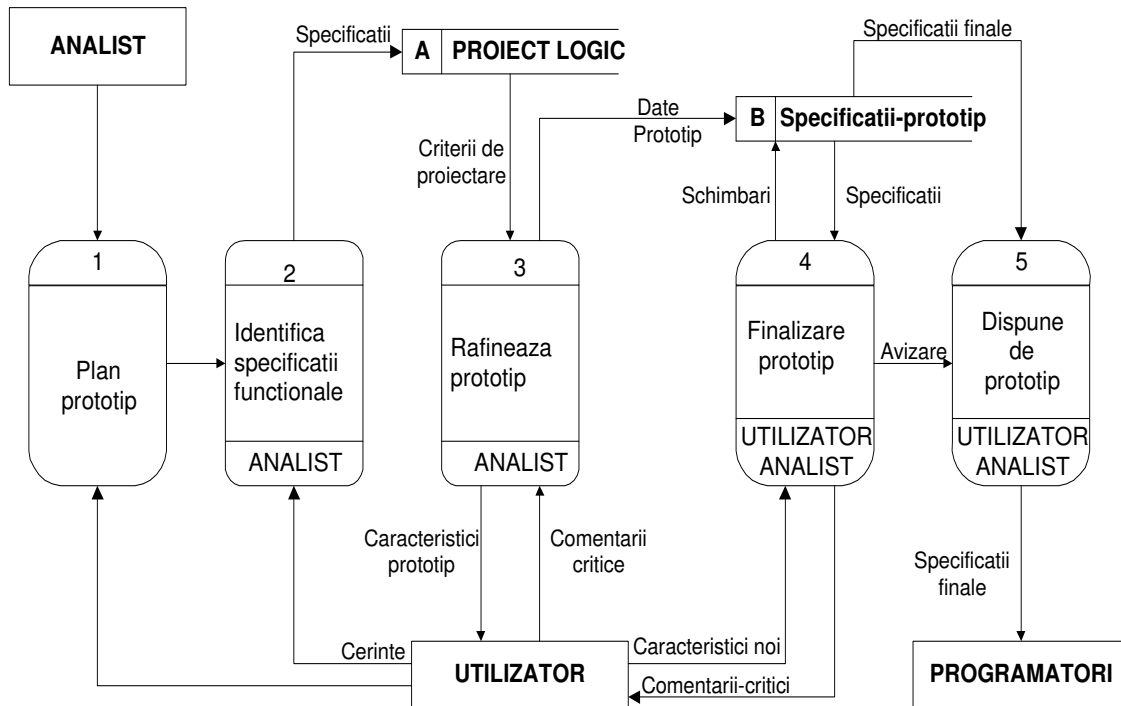 ANALIST
Specificatii
A
PROIECT LOGIC
Specificatii finale
Date
Prototip
B
Specificatii-prototip
Criterii de
proiectare
Schimbari
Specificatii
1
Plan
prototip
2
Identifica
specificatii
functionale
ANALIST
3
Rafineaza
prototip
ANALIST
4
Finalizare
prototip
UTILIZATOR
ANALIST
Avizare
5
Dispune
de
prototip
UTILIZATOR
ANALIST
Caracteristici
prototip
Comentarii
critice
Specificatii
finale
Cerinte
UTILIZATOR
Caracteristici noi
Comentarii-critici
PROGRAMATORI